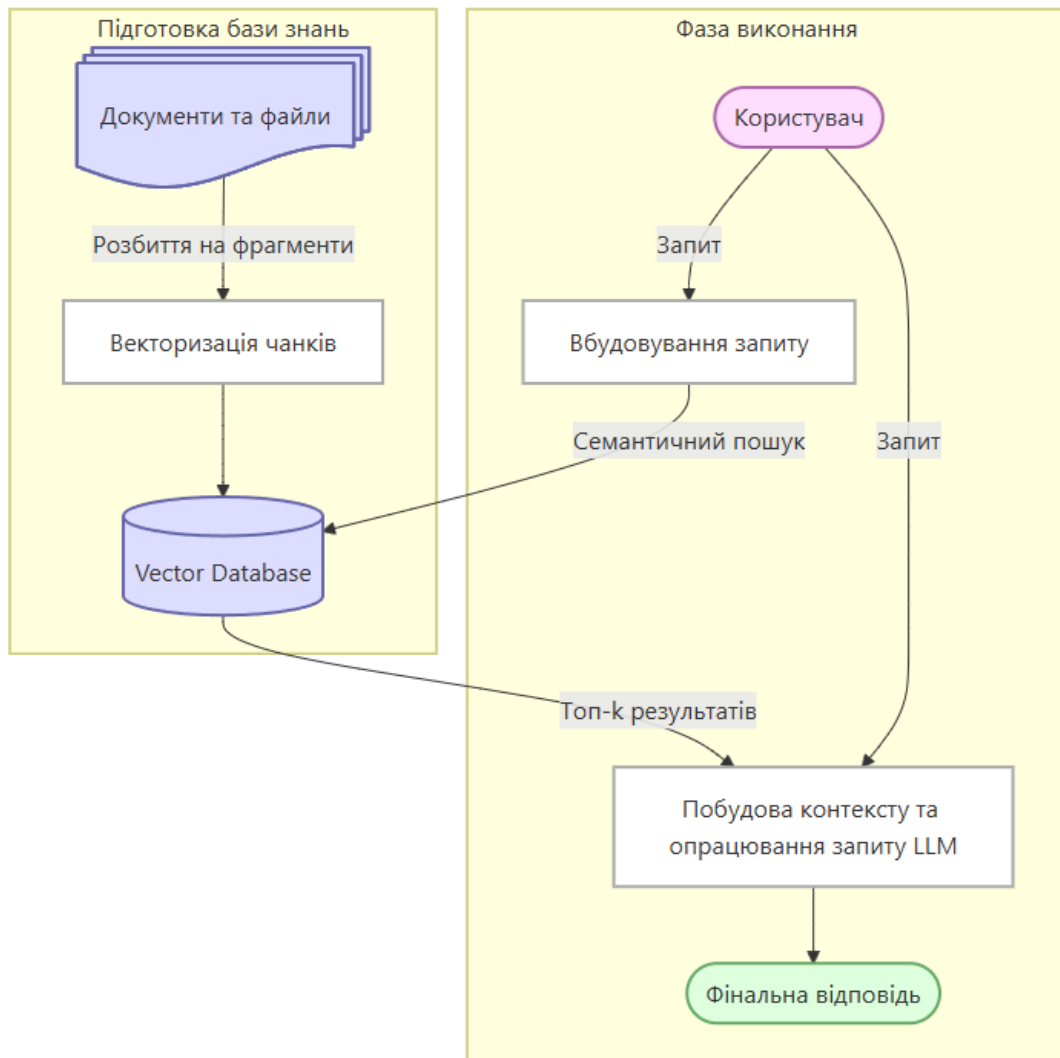 Підготовка бази знань
Документи та файли
Розбиття на фрагменти
Векторизація чанків
Vector Database
Фаза виконання
Користувач
Запит
Вбудовування запиту
Семантичний пошук
Запит
Топ-k результатів
Побудова контексту та
опрацювання запиту LLM
Фінальна відповідь